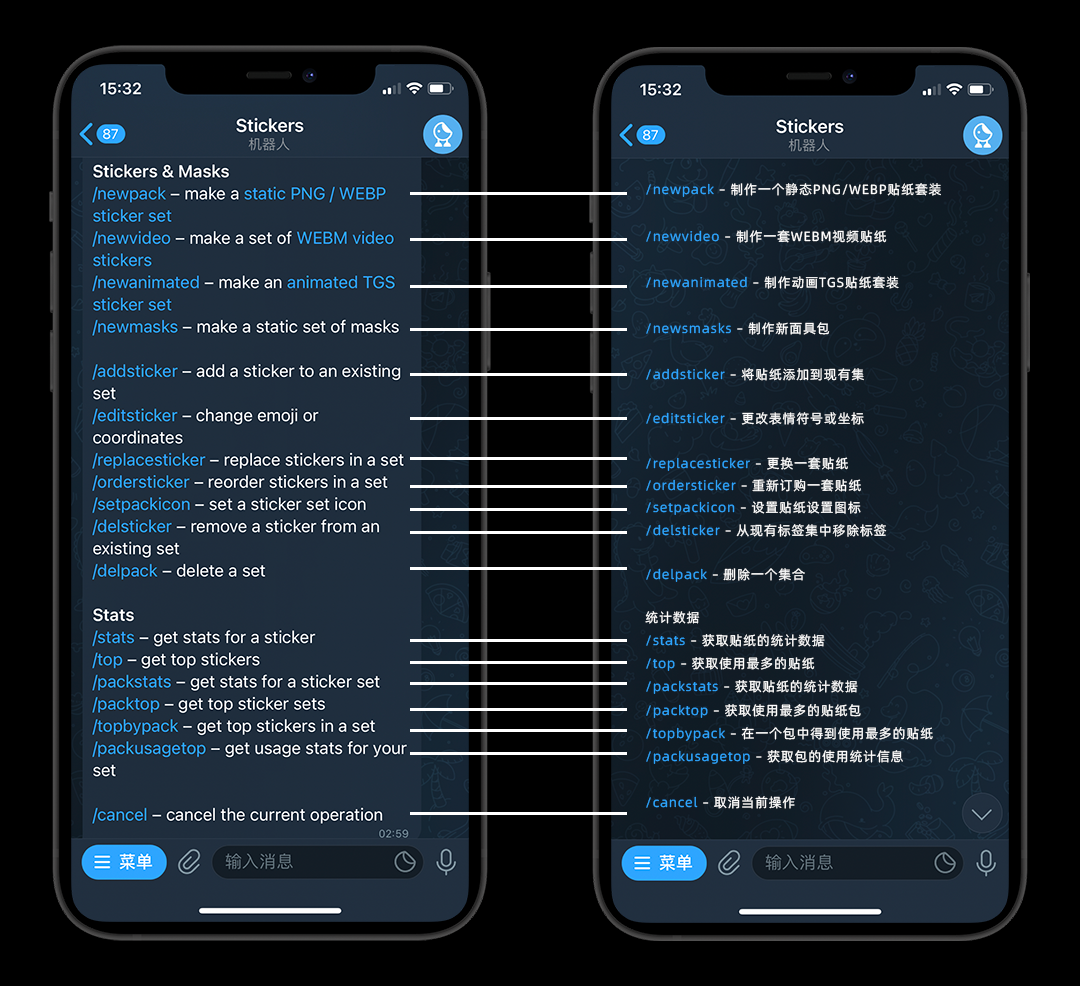 15:32
87
Stickers
机器人
Stickers & Masks
/newpack – make a static PNG / WEBP
sticker set
/newvideo – make a set of WEBM video
stickers
/newanimated – make an animated TGS
sticker set
/newmasks – make a static set of masks
/addsticker – add a sticker to an existing
set
/editsticker – change emoji or
coordinates
/replacesticker – replace stickers in a set
/ordersticker – reorder stickers in a set
/setpackicon – set a sticker set icon
/delsticker – remove a sticker from an
existing set
/delpack – delete a set
Stats
/stats – get stats for a sticker
/top – get top stickers
/packstats – get stats for a sticker set
/packtop – get top sticker sets
/topbypack – get top stickers in a set
/packusagetop – get usage stats for your
set
/cancel – cancel the current operation
02:59
菜单
输入消息
15:32
87
Stickers
机器人
/newpack – 制作一个静态PNG/WEBP贴纸套装
/newvideo – 制作一套WEBM视频贴纸
/newanimated – 制作动画TGS贴纸套装
/newsmasks – 制作新面具包
/addsticker – 将贴纸添加到现有集
/editsticker – 更改表情符号或坐标
/replacesticker – 更换一套贴纸
/ordersticker – 重新订购一套贴纸
/setpackicon – 设置贴纸设置图标
/delsticker – 从现有标签集中移除标签
/delpack – 删除一个集合
统计数据
/stats – 获取贴纸的统计数据
/top – 获取使用最多的贴纸
/packstats – 获取贴纸的统计数据
/packtop – 获取使用最多的贴纸包
/topbypack – 在一个包中得到使用最多的贴纸
/packusagetop – 获取包的使用统计信息
/cancel – 取消当前操作
菜单
输入消息